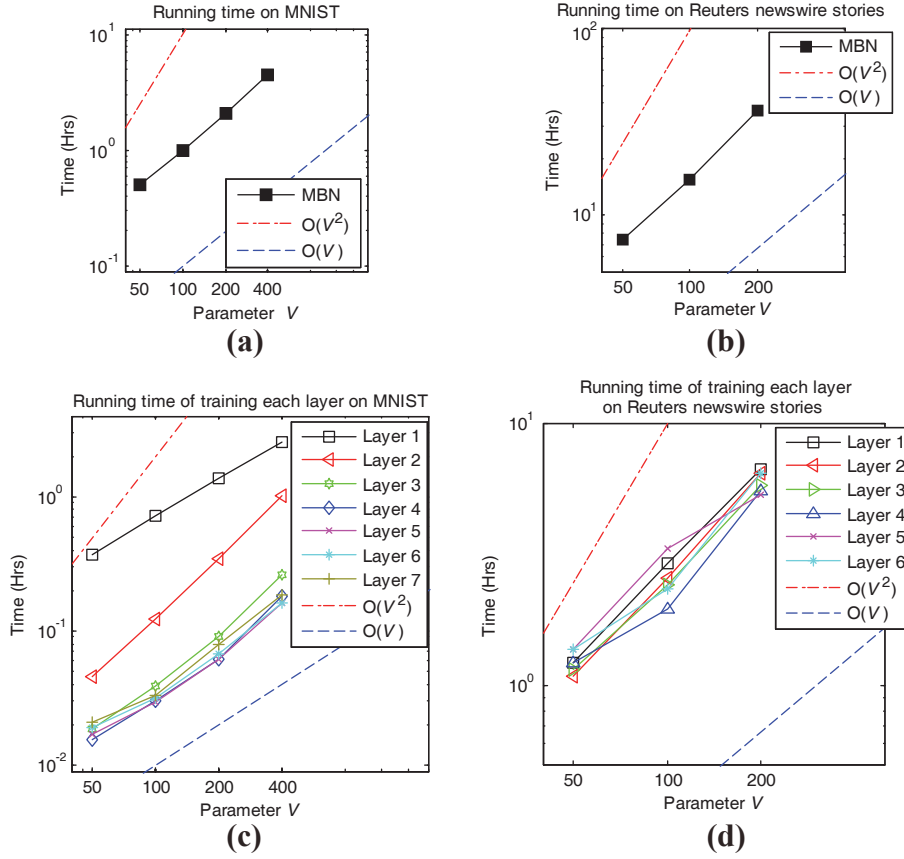 Running time on MNIST
10^1
10^0
10^-1
Time (Hrs)
50 100 200 400
Parameter V
MBN
O(V^2)
O(V)
(a)
Running time on Reuters newswire stories
10^2
10^1
Time (Hrs)
50 100 200
Parameter V
MBN
O(V^2)
O(V)
(b)
Running time of training each layer on MNIST
10^0
10^-1
10^-2
Time (Hrs)
50 100 200 400
Parameter V
Layer 1
Layer 2
Layer 3
Layer 4
Layer 5
Layer 6
Layer 7
O(V^2)
O(V)
(c)
Running time of training each layer
on Reuters newswire stories
10^1
10^0
Time (Hrs)
50 100 200
Parameter V
Layer 1
Layer 2
Layer 3
Layer 4
Layer 5
Layer 6
O(V^2)
O(V)
(d)